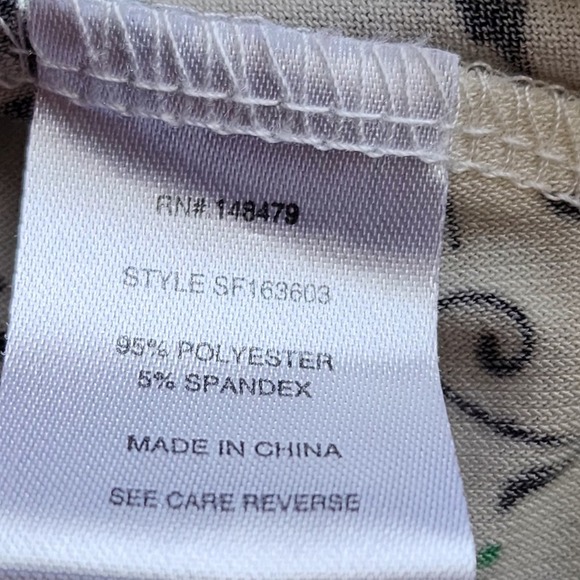 RN# 148479
STYLE SF163603
95% POLYESTER
5% SPANDEX
MADE IN CHINA
SEE CARE REVERSE